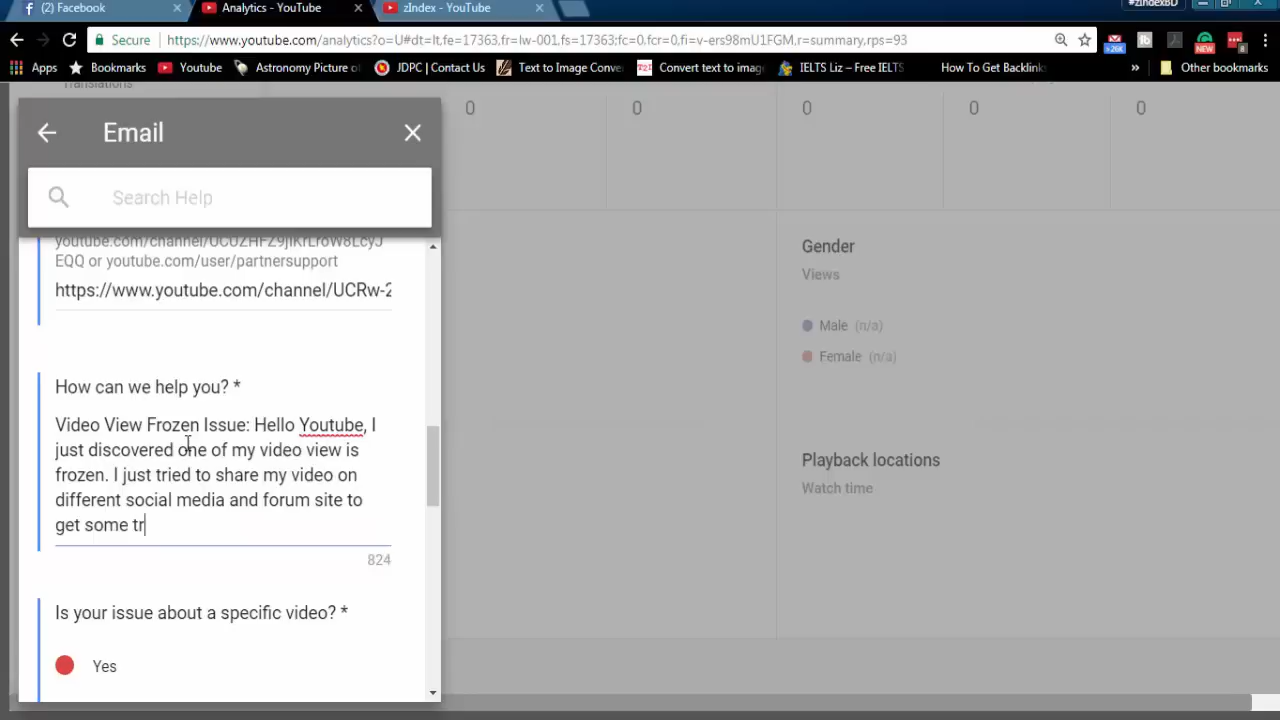 (2) Facebook
Analytics - YouTube
zIndex - YouTube
#zIndexBD
Secure
https://www.youtube.com/analytics?o=U#dt=lt,fe=17363,fr=lw-001,fs=17363;fc=0,fcr=0,fi=v-ers98mU1FGM,r=summary,rps=93
>26K
NEW
8
Apps
Bookmarks
YouTube
Astronomy Picture o
JDPC | Contact Us
Text to Image Conve
Convert text to imag
IELTS Liz – Free IELTS
How To Get Backlink
»
Other bookmarks
Translations
0
0
0
0
0
Email
Search Help
EQQ or youtube.com/user/partnersupport
https://www.youtube.com/channel/UCRw-2
How can we help you? *
Video View Frozen Issue: Hello Youtube, I
just discovered one of my video view is
frozen. I just tried to share my video on
different social media and forum site to
get some tr
824
Is your issue about a specific video? *
Yes
Gender
Views
Male (n/a)
Female (n/a)
Playback locations
Watch time